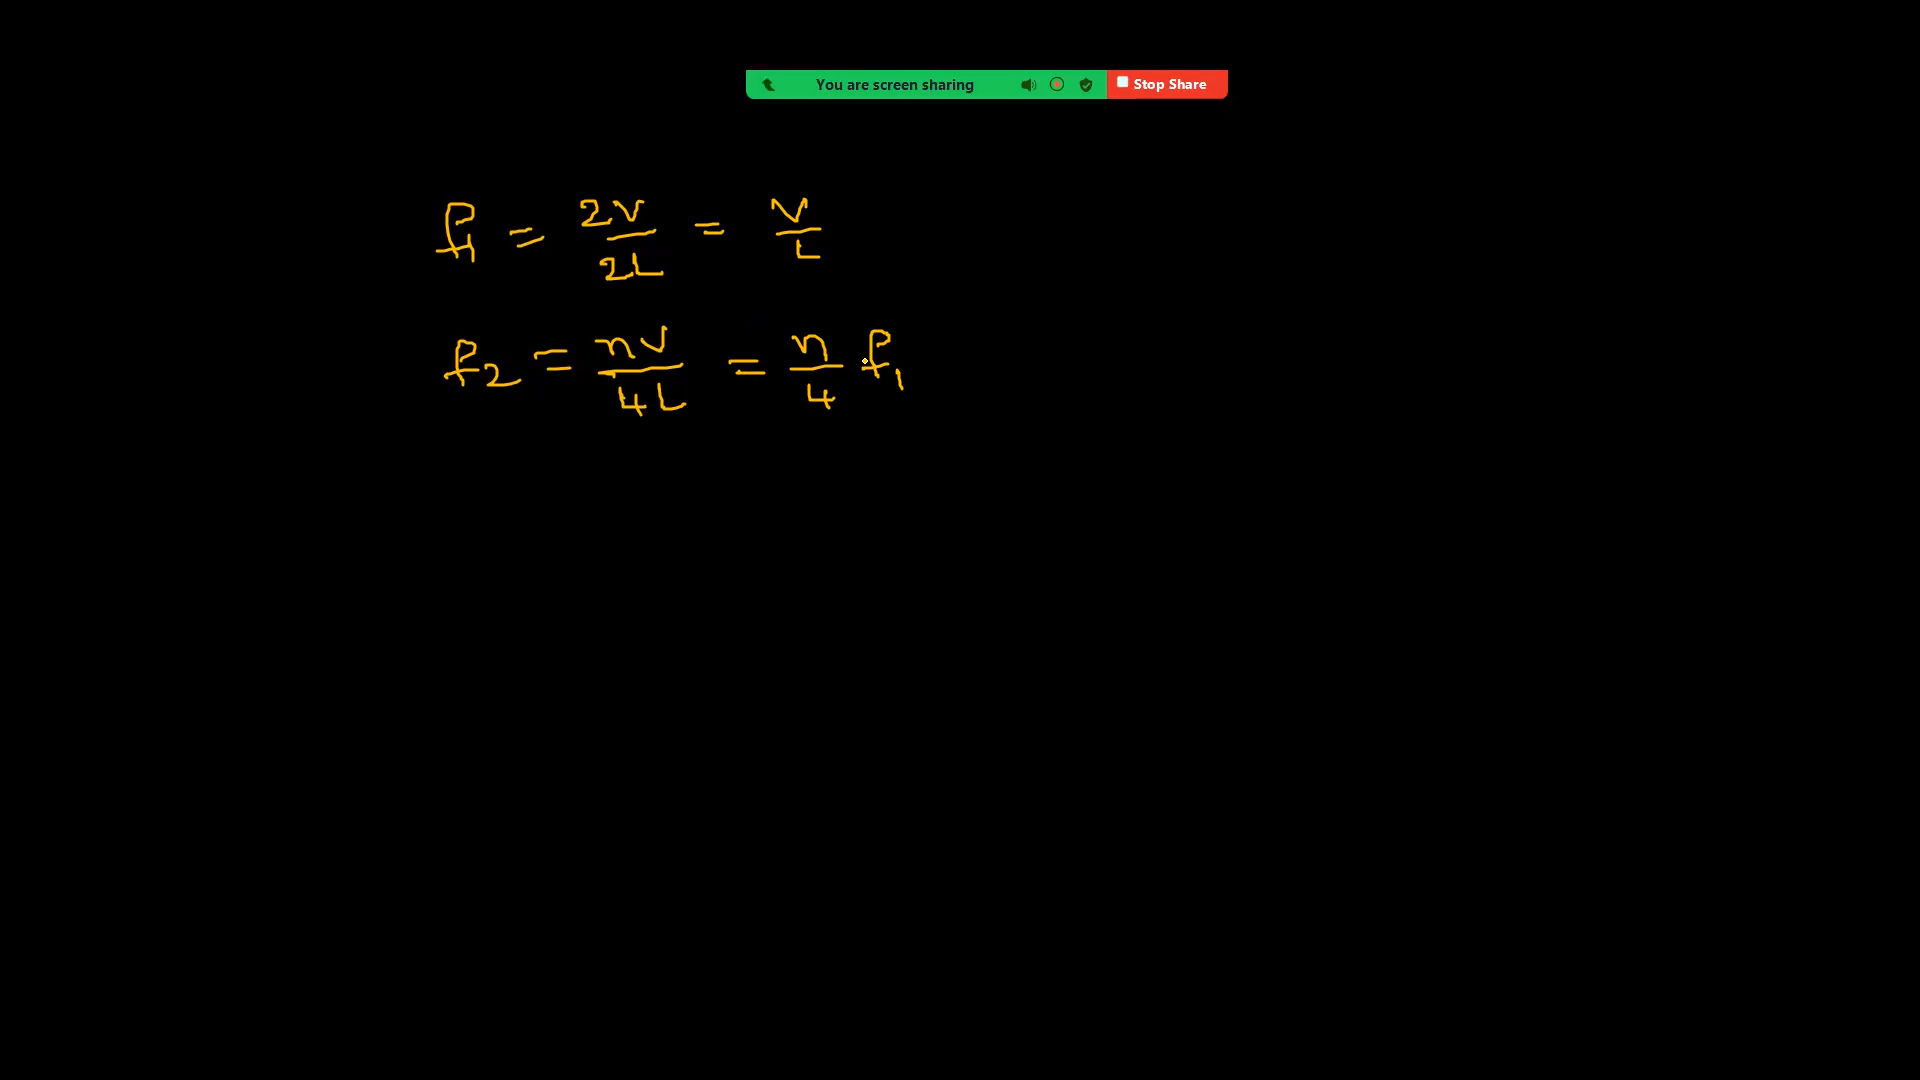 You are screen sharing Stop Share
f₁ = 2V/2L = V/L
f₂ = nV/4L = n/4 f₁